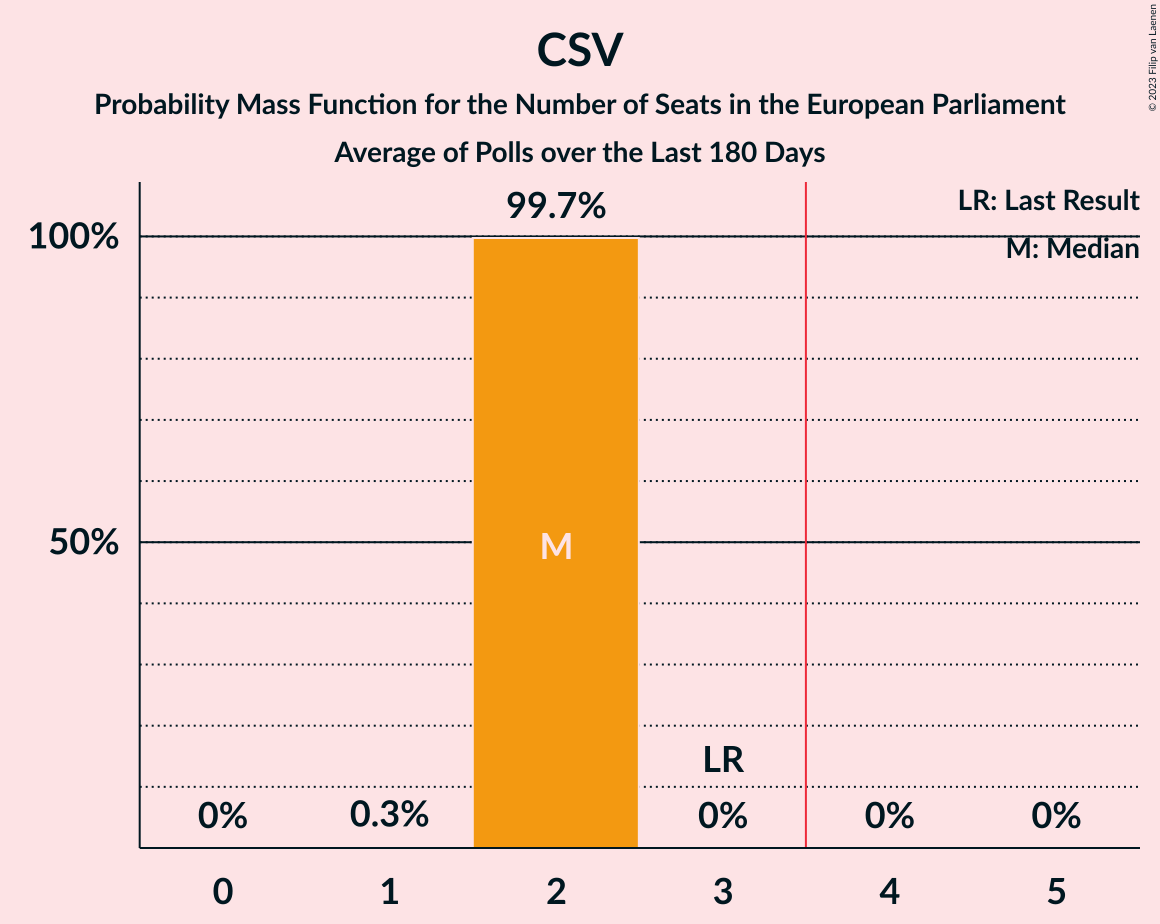 CSV
Probability Mass Function for the Number of Seats in the European Parliament
Average of Polls over the Last 180 Days
© 2023 Filip van Laenen
LR: Last Result
M: Median
99.7%
100%
50%
M
LR
0%
0.3%
0%
0%
0%
0
1
2
3
4
5